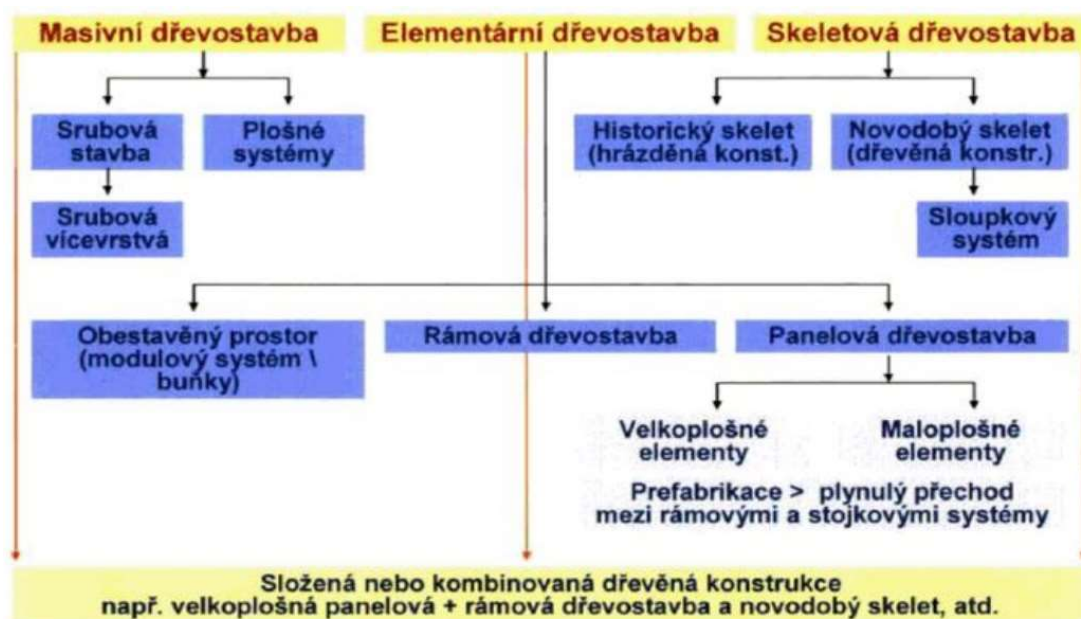 Masivní dřevostavba
Elementární dřevostavba
Skeletová dřevostavba
Srubová
stavba
Plošné
systémy
Historický skelet
(hrázděná konst.)
Novodobý skelet
(dřevěná konstr.)
Srubová
vícevrstvá
Sloupkový
systém
Obestavěný prostor
(modulový systém \
buňky)
Rámová dřevostavba
Panelová dřevostavba
Velkoplošné
elementy
Maloplošné
elementy
Prefabrikace > plynulý přechod
mezi rámovými a stojkovými systémy
Složená nebo kombinovaná dřevěná konstrukce
např. velkoplošná panelová + rámová dřevostavba a novodobý skelet, atd.